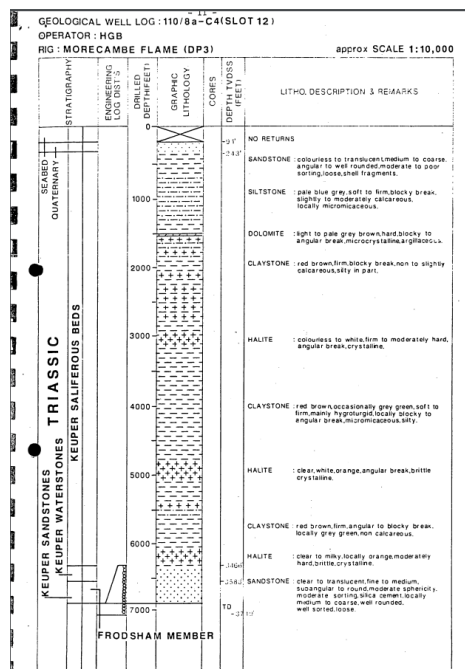 - 11 -
GEOLOGICAL WELL LOG : 110/8a-C4(SLOT 12)
OPERATOR : HGB
RIG : MORECAMBE FLAME (DP3)
approx SCALE 1:10,000
STRATIGRAPHY
ENGINEERING
LOG DIST'S
DRILLED
DEPTH(FEET)
GRAPHIC
LITHOLOGY
CORES
DEPTH TVDSS
(FEET)
LITHO. DESCRIPTION & REMARKS
0
1000
2000
3000
4000
5000
6000
7000
SEABED
QUATERNARY
TRIASSIC
KEUPER SALIFEROUS BEDS
KEUPER WATERSTONES
KEUPER SANDSTONES
FRODSHAM MEMBER
TD
NO RETURNS
SANDSTONE : colourless to translucent,medium to coarse,
angular to well rounded,moderate to poor
sorting,loose,shell fragments.
SILTSTONE : pale blue grey,soft to firm,blocky break,
slightly to moderately calcareous,
locally micromicaceous.
DOLOMITE : light to pale grey brown,hard,blocky to
angular break,microcrystalline,argillaceous.
CLAYSTONE : red brown,firm,blocky break,non to slightly
calcareous,silty in part.
HALITE : colourless to white,firm to moderately hard,
angular break,crystalline.
CLAYSTONE : red brown,occasionally grey green,soft to
firm,mainly hygroturgid,locally blocky to
angular break,micromicaceous,silty.
HALITE : clear,white,orange,angular break,brittle
crystalline.
CLAYSTONE : red brown,firm,angular to blocky break,
locally grey green,non calcareous.
HALITE : clear to milky,locally orange,moderately
hard,brittle,crystalline.
SANDSTONE : clear to translucent,fine to medium,
subangular to round,moderate sphericity,
moderate sorting,silica cement,locally
medium to coarse,well rounded,
well sorted,loose.